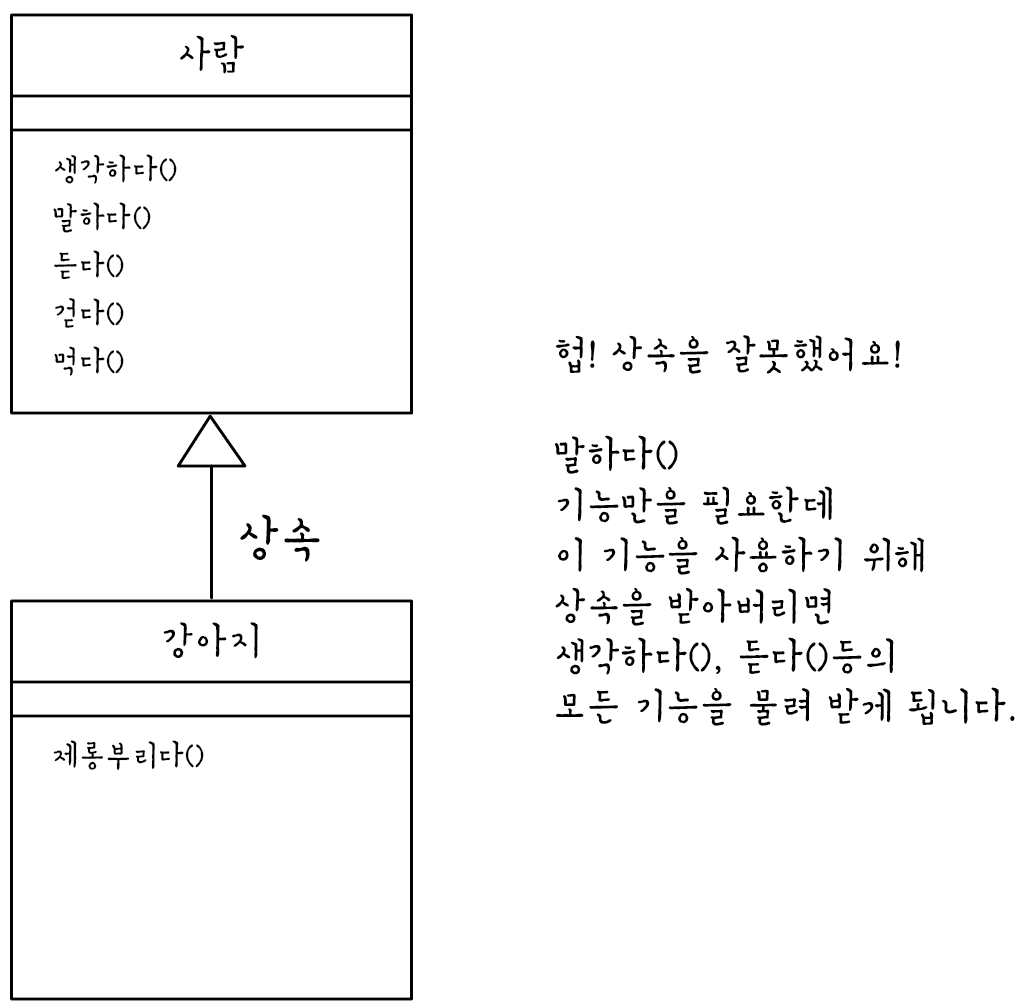 사람
생각하다()
말하다()
듣다()
걷다()
먹다()
상속
강아지
제롱부리다()
헙! 상속을 잘못했어요!
말하다()
기능만을 필요한데
이 기능을 사용하기 위해
상속을 받아버리면
생각하다(), 듣다()등의
모든 기능을 물려 받게 됩니다.